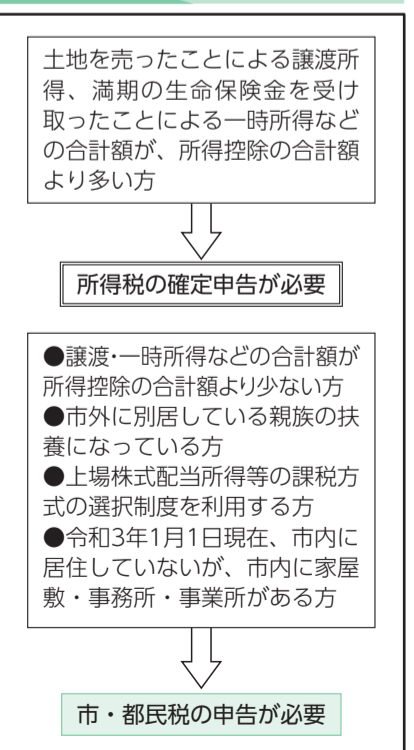 土地を売ったことによる譲渡所
得、満期の生命保険金を受け
取ったことによる一時所得など
の合計額が、所得控除の合計額
より多い方
所得税の確定申告が必要
●譲渡・一時所得などの合計額が
所得控除の合計額より少ない方
●市外に別居している親族の扶
養になっている方
●上場株式配当所得等の課税方
式の選択制度を利用する方
●令和3年1月1日現在、市内に
居住していないが、市内に家屋
敷・事務所・事業所がある方
市・都民税の申告が必要